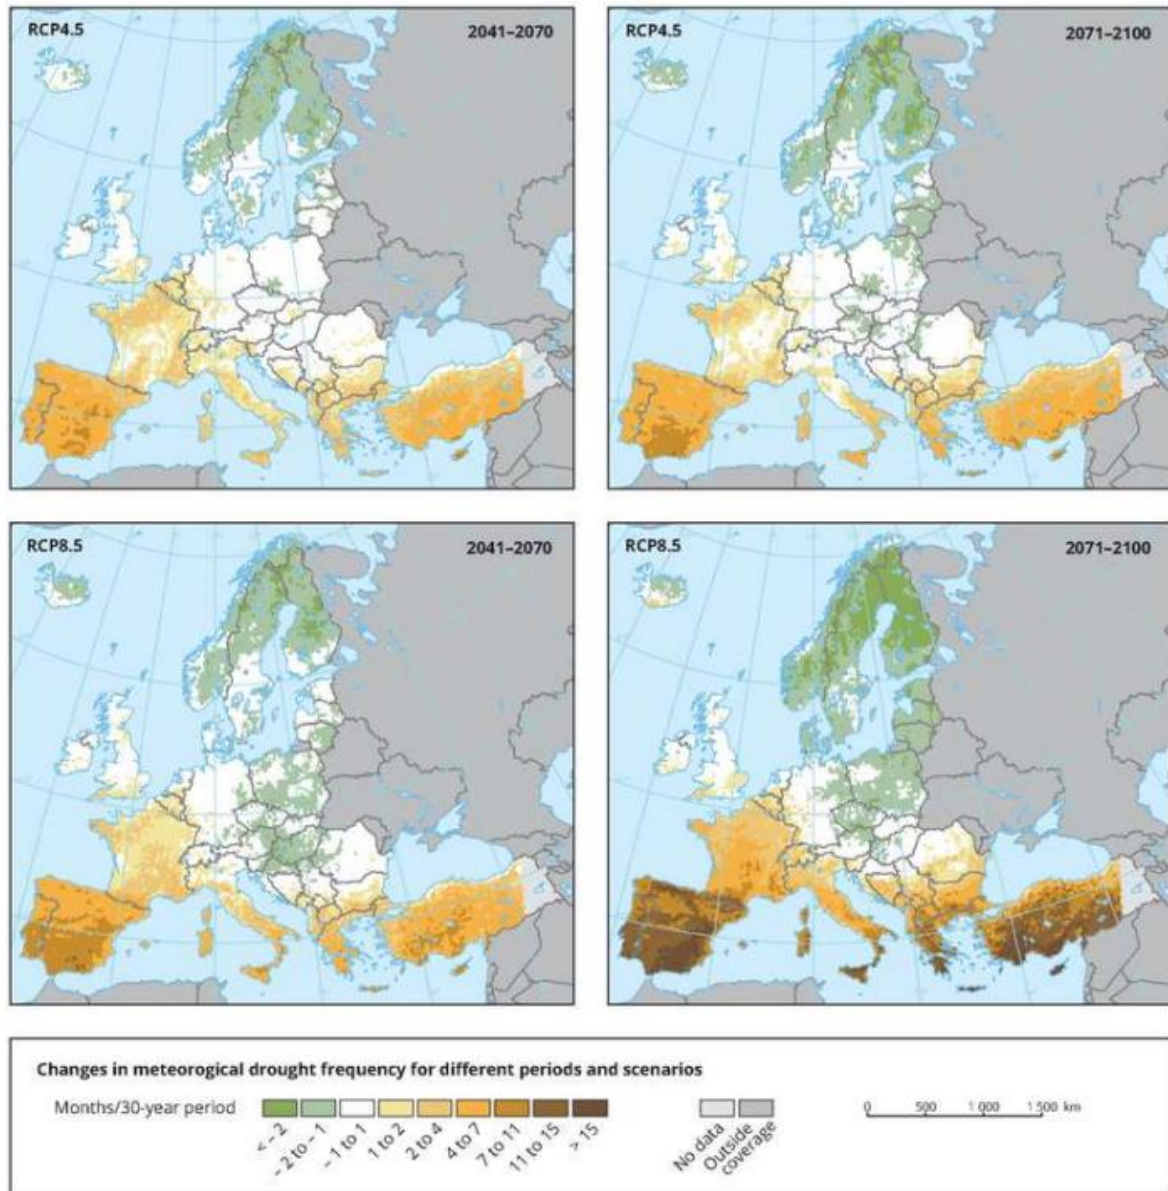 RCP4.5 2041–2070
RCP4.5 2071–2100
RCP8.5 2041–2070
RCP8.5 2071–2100
Changes in meteorogical drought frequency for different periods and scenarios
Months/30-year period
< – 2
– 2 to – 1
– 1 to 1
1 to 2
2 to 4
4 to 7
7 to 11
11 to 15
> 15
No data
Outside
coverage
0 500 1 000 1 500 km